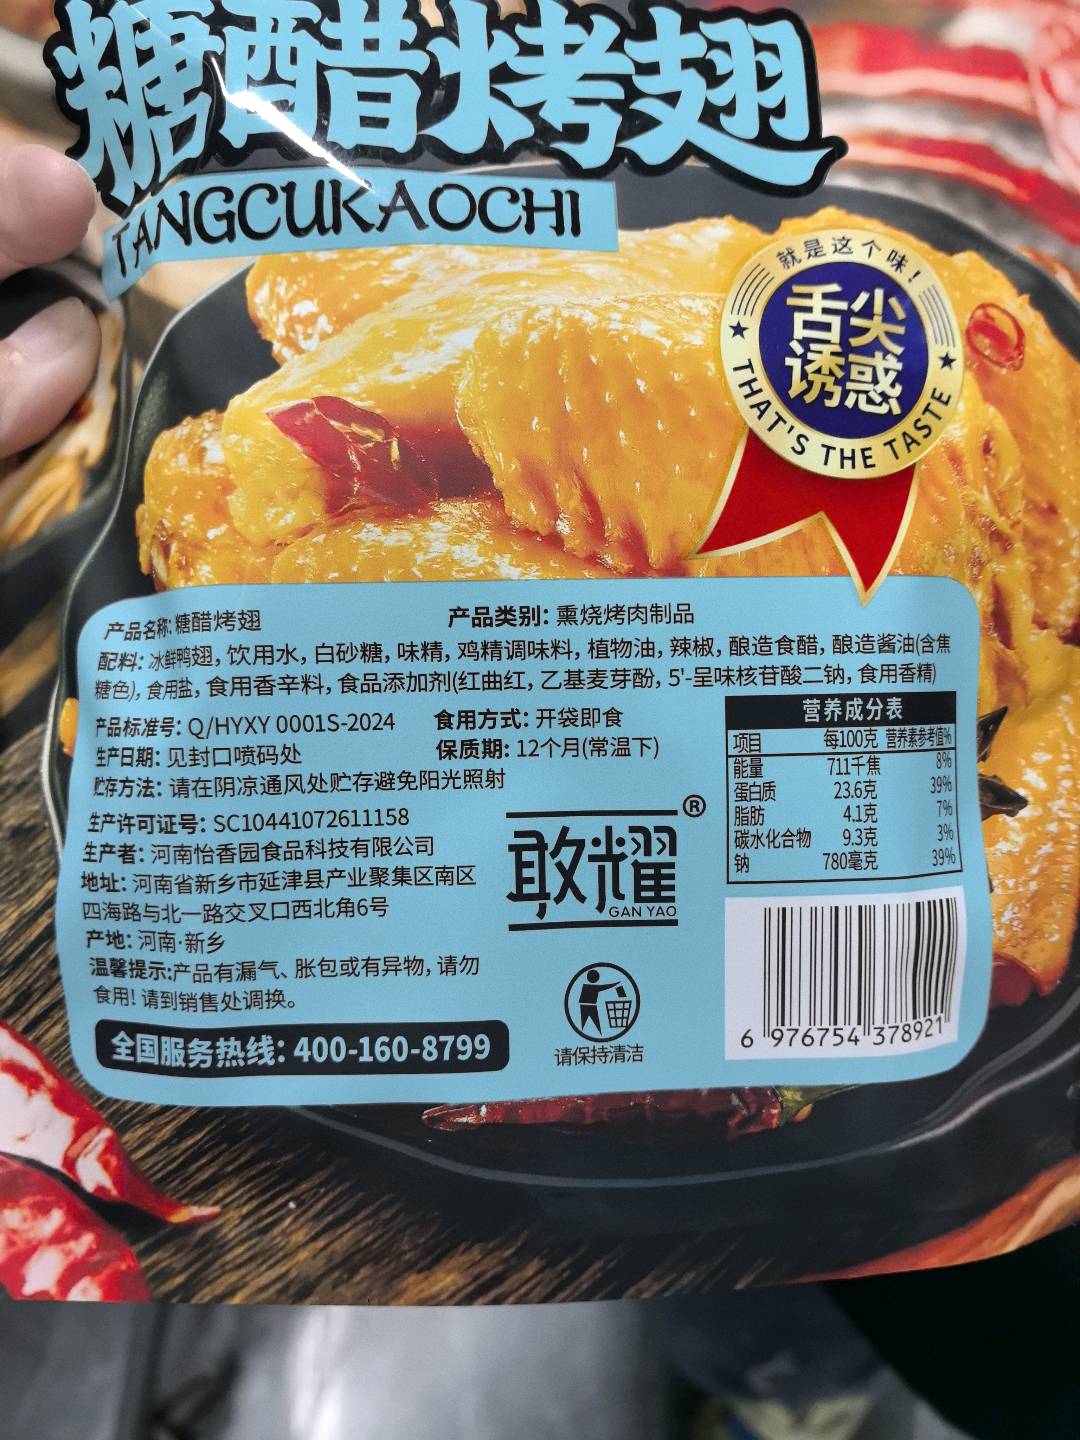 糖醋烤翅
TANGCUKAOCHI
就是这个味!
舌尖
诱惑
THAT'S THE TASTE
产品名称:糖醋烤翅
产品类别: 熏烧烤肉制品
配料: 冰鲜鸭翅, 饮用水, 白砂糖, 味精, 鸡精调味料, 植物油, 辣椒, 酿造食醋, 酿造酱油(含焦
糖色), 食用盐, 食用香辛料, 食品添加剂(红曲红, 乙基麦芽酚, 5'-呈味核苷酸二钠, 食用香精)
产品标准号: Q/HYXY 0001S-2024
食用方式: 开袋即食
生产日期: 见封口喷码处
保质期: 12个月(常温下)
贮存方法: 请在阴凉通风处贮存避免阳光照射
生产许可证号: SC10441072611158
生产者: 河南怡香园食品科技有限公司
地址: 河南省新乡市延津县产业聚集区南区
四海路与北一路交叉口西北角6号
产地: 河南·新乡
温馨提示:产品有漏气、胀包或有异物, 请勿
食用! 请到销售处调换。
全国服务热线: 400-160-8799
敢耀®
GAN YAO
请保持清洁
营养成分表
项目 每100克 营养素参考值%
能量 711千焦 8%
蛋白质 23.6克 39%
脂肪 4.1克 7%
碳水化合物 9.3克 3%
钠 780毫克 39%
6 976754 378921